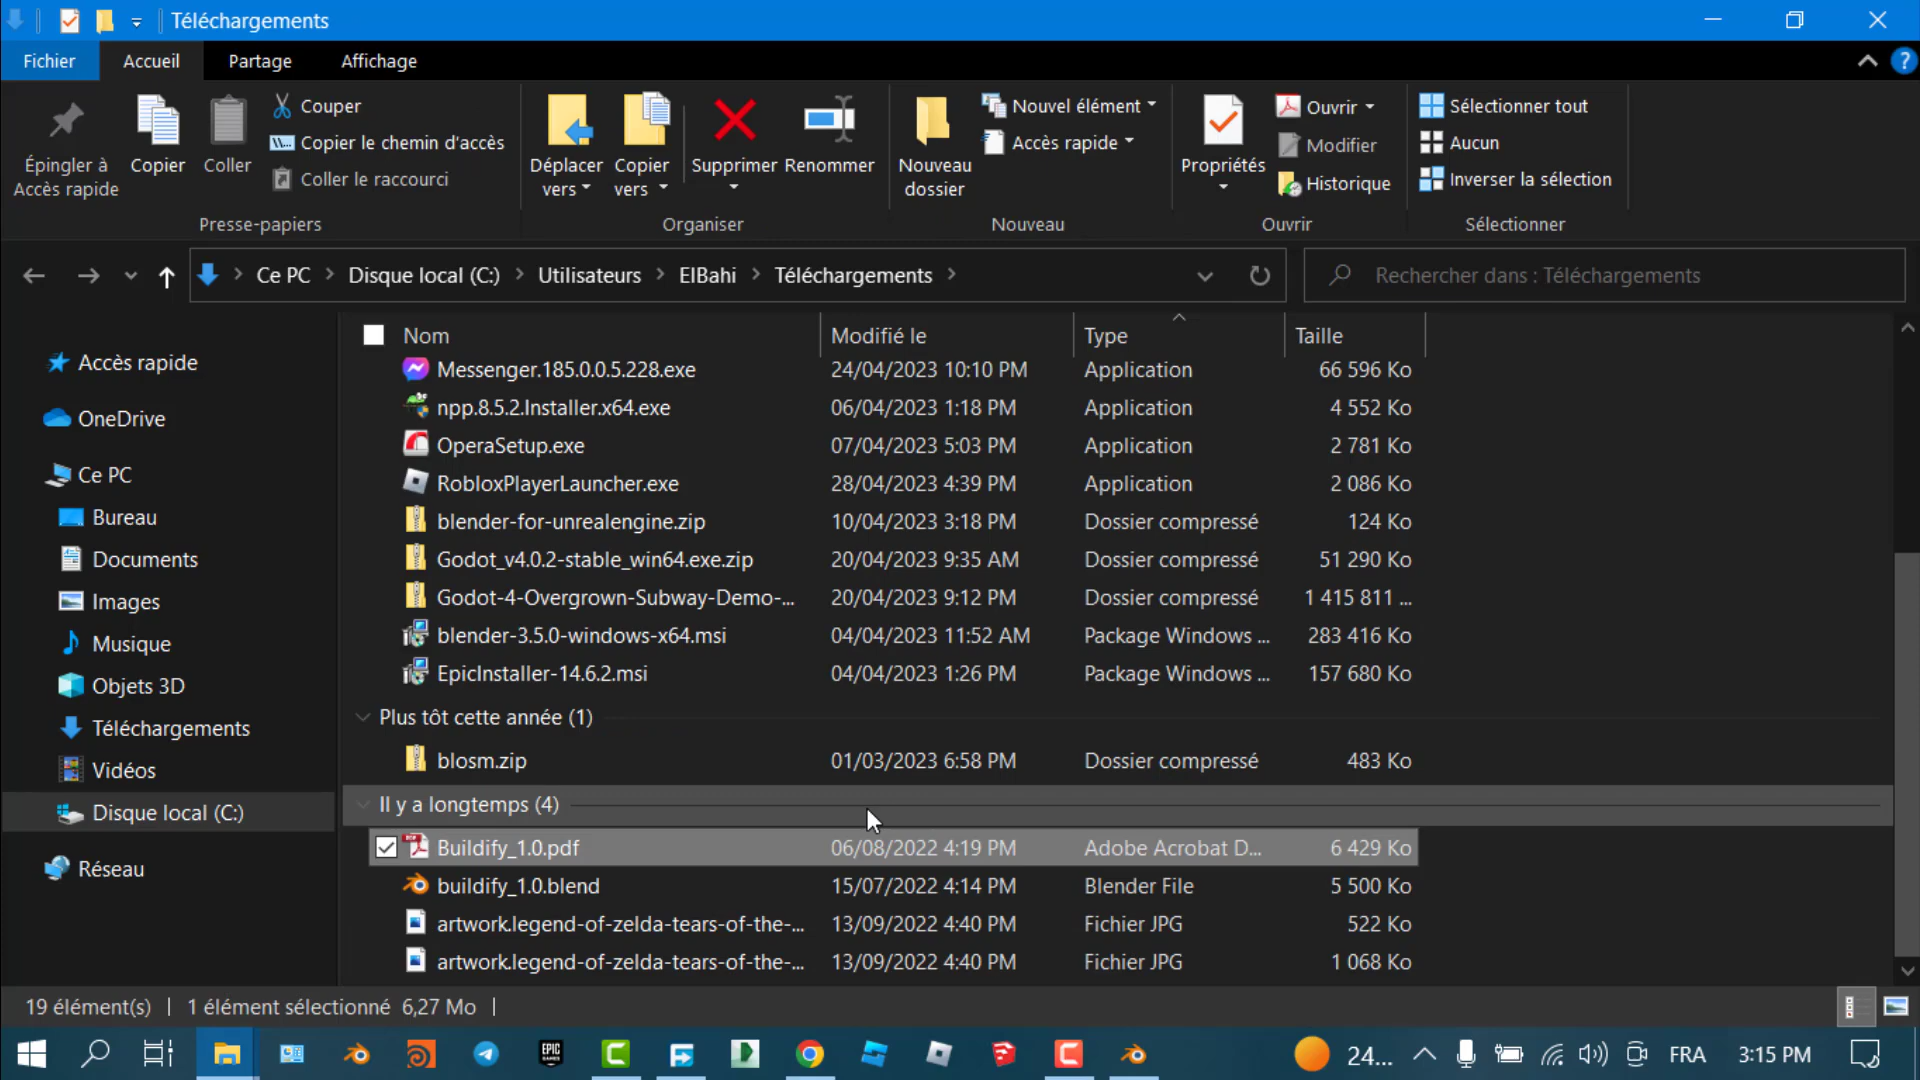 Téléchargements
Fichier Accueil Partage Affichage
Épingler à
Accès rapide
Copier
Coller
Couper
Copier le chemin d'accès
Coller le raccourci
Presse-papiers
Déplacer
vers
Copier
vers
Supprimer
Renommer
Organiser
Nouveau
dossier
Nouvel élément
Accès rapide
Nouveau
Propriétés
Ouvrir
Modifier
Historique
Ouvrir
Sélectionner tout
Aucun
Inverser la sélection
Sélectionner
Ce PC Disque local (C:) Utilisateurs ElBahi Téléchargements
Rechercher dans : Téléchargements
Accès rapide
OneDrive
Ce PC
Bureau
Documents
Images
Musique
Objets 3D
Téléchargements
Vidéos
Disque local (C:)
Réseau
Nom Modifié le Type Taille
Messenger.185.0.0.5.228.exe 24/04/2023 10:10 PM Application 66 596 Ko
npp.8.5.2.Installer.x64.exe 06/04/2023 1:18 PM Application 4 552 Ko
OperaSetup.exe 07/04/2023 5:03 PM Application 2 781 Ko
RobloxPlayerLauncher.exe 28/04/2023 4:39 PM Application 2 086 Ko
blender-for-unrealengine.zip 10/04/2023 3:18 PM Dossier compressé 124 Ko
Godot_v4.0.2-stable_win64.exe.zip 20/04/2023 9:35 AM Dossier compressé 51 290 Ko
Godot-4-Overgrown-Subway-Demo-... 20/04/2023 9:12 PM Dossier compressé 1 415 811 ...
blender-3.5.0-windows-x64.msi 04/04/2023 11:52 AM Package Windows ... 283 416 Ko
EpicInstaller-14.6.2.msi 04/04/2023 1:26 PM Package Windows ... 157 680 Ko
Plus tôt cette année (1)
blosm.zip 01/03/2023 6:58 PM Dossier compressé 483 Ko
Il y a longtemps (4)
Buildify_1.0.pdf 06/08/2022 4:19 PM Adobe Acrobat D... 6 429 Ko
buildify_1.0.blend 15/07/2022 4:14 PM Blender File 5 500 Ko
artwork.legend-of-zelda-tears-of-the-... 13/09/2022 4:40 PM Fichier JPG 522 Ko
artwork.legend-of-zelda-tears-of-the-... 13/09/2022 4:40 PM Fichier JPG 1 068 Ko
19 élément(s) 1 élément sélectionné 6,27 Mo
EPIC
GAMES
24...
FRA
3:15 PM